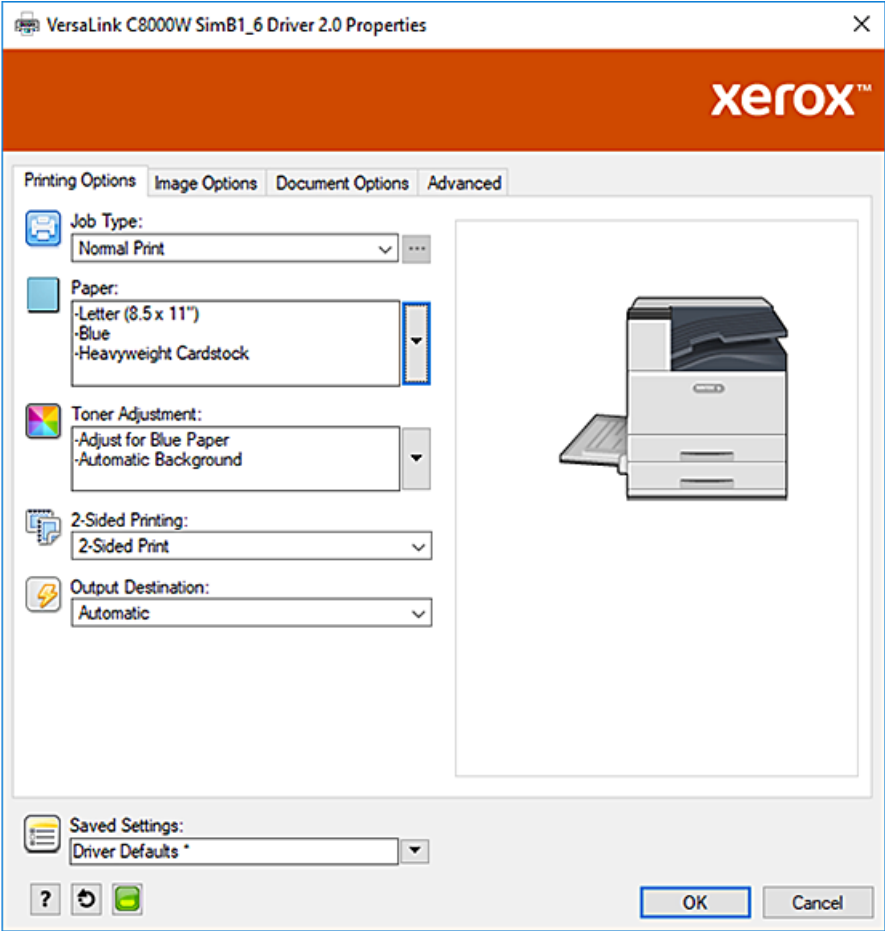 VersaLink C8000W SimB1_6 Driver 2.0 Properties
xerox™
Printing Options Image Options Document Options Advanced
Job Type:
Normal Print
...
Paper:
-Letter (8.5 x 11")
-Blue
-Heavyweight Cardstock
Toner Adjustment:
-Adjust for Blue Paper
-Automatic Background
2-Sided Printing:
2-Sided Print
Output Destination:
Automatic
Saved Settings:
Driver Defaults *
?
OK Cancel